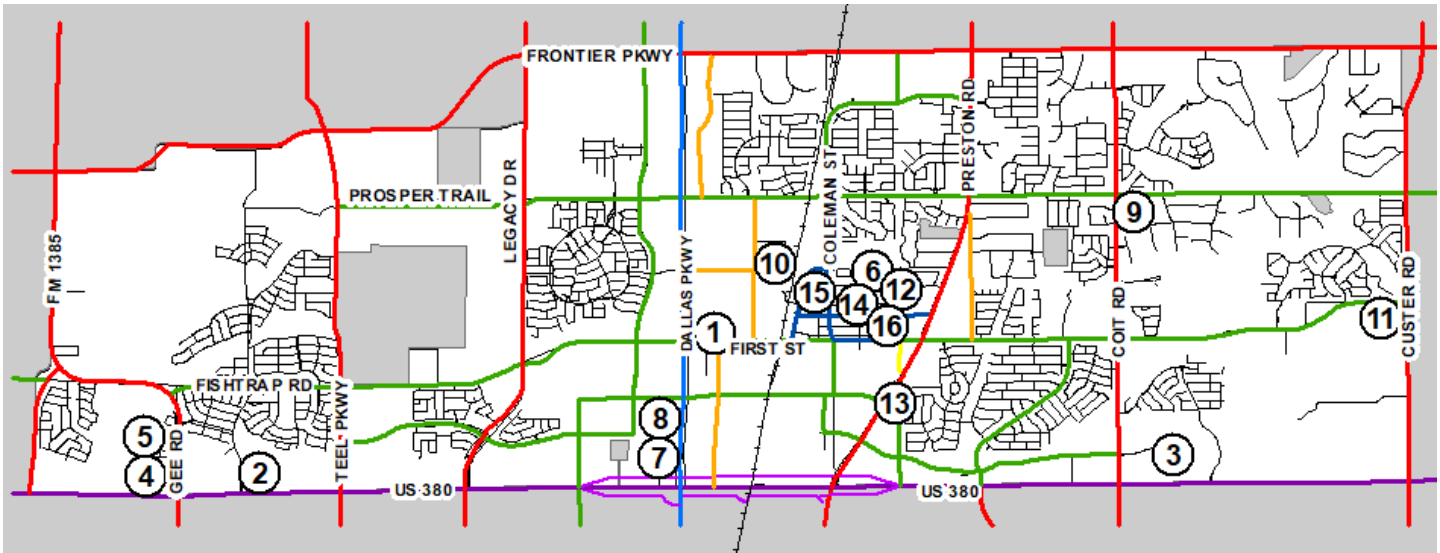 FRONTIER PKWY
PRESTON RD
PROSPER TRAIL
LEGACY DR
COLEMAN ST
9
FM 1385
DALLAS PKWY
10
6
15
12
14
16
1
FIRST ST
COIT RD
11
CUSTER RD
FISHTRAP RD
TEEL PKWY
13
8
5
GEE RD
7
3
4
2
US 380
US 380